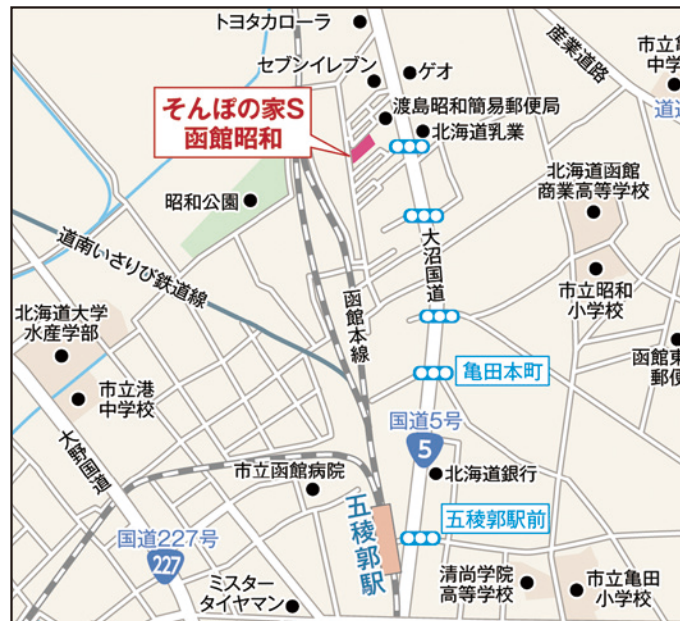 トヨタカローラ
セブンイレブン
ゲオ
産業道路
市立亀
中学
道道
そんぽの家S
函館昭和
渡島昭和簡易郵便局
北海道乳業
北海道函館
商業高等学校
昭和公園
大沼国道
道南いさりび鉄道線
函館本線
市立昭和
小学校
北海道大学
水産学部
函館東
郵便
亀田本町
市立港
中学校
国道5号
5
大野国道
市立函館病院
北海道銀行
五稜郭駅
五稜郭駅前
国道227号
227
清尚学院
高等学校
市立亀田
小学校
ミスター
タイヤマン